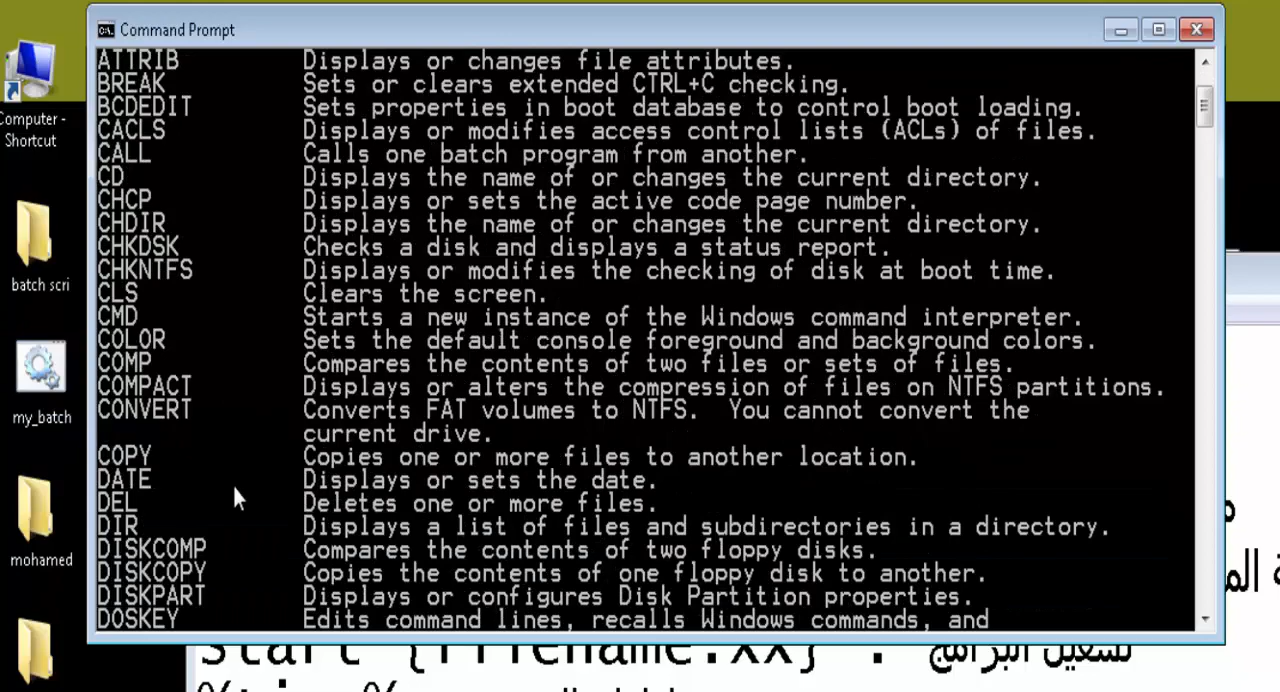 Command Prompt
ATTRIB Displays or changes file attributes.
BREAK Sets or clears extended CTRL+C checking.
BCDEDIT Sets properties in boot database to control boot loading.
CACLS Displays or modifies access control lists (ACLs) of files.
CALL Calls one batch program from another.
CD Displays the name of or changes the current directory.
CHCP Displays or sets the active code page number.
CHDIR Displays the name of or changes the current directory.
CHKDSK Checks a disk and displays a status report.
CHKNTFS Displays or modifies the checking of disk at boot time.
CLS Clears the screen.
CMD Starts a new instance of the Windows command interpreter.
COLOR Sets the default console foreground and background colors.
COMP Compares the contents of two files or sets of files.
COMPACT Displays or alters the compression of files on NTFS partitions.
CONVERT Converts FAT volumes to NTFS. You cannot convert the
current drive.
COPY Copies one or more files to another location.
DATE Displays or sets the date.
DEL Deletes one or more files.
DIR Displays a list of files and subdirectories in a directory.
DISKCOMP Compares the contents of two floppy disks.
DISKCOPY Copies the contents of one floppy disk to another.
DISKPART Displays or configures Disk Partition properties.
DOSKEY Edits command lines, recalls Windows commands, and
Computer -
Shortcut
batch scri
my_batch
mohamed
تشغيل البرامج